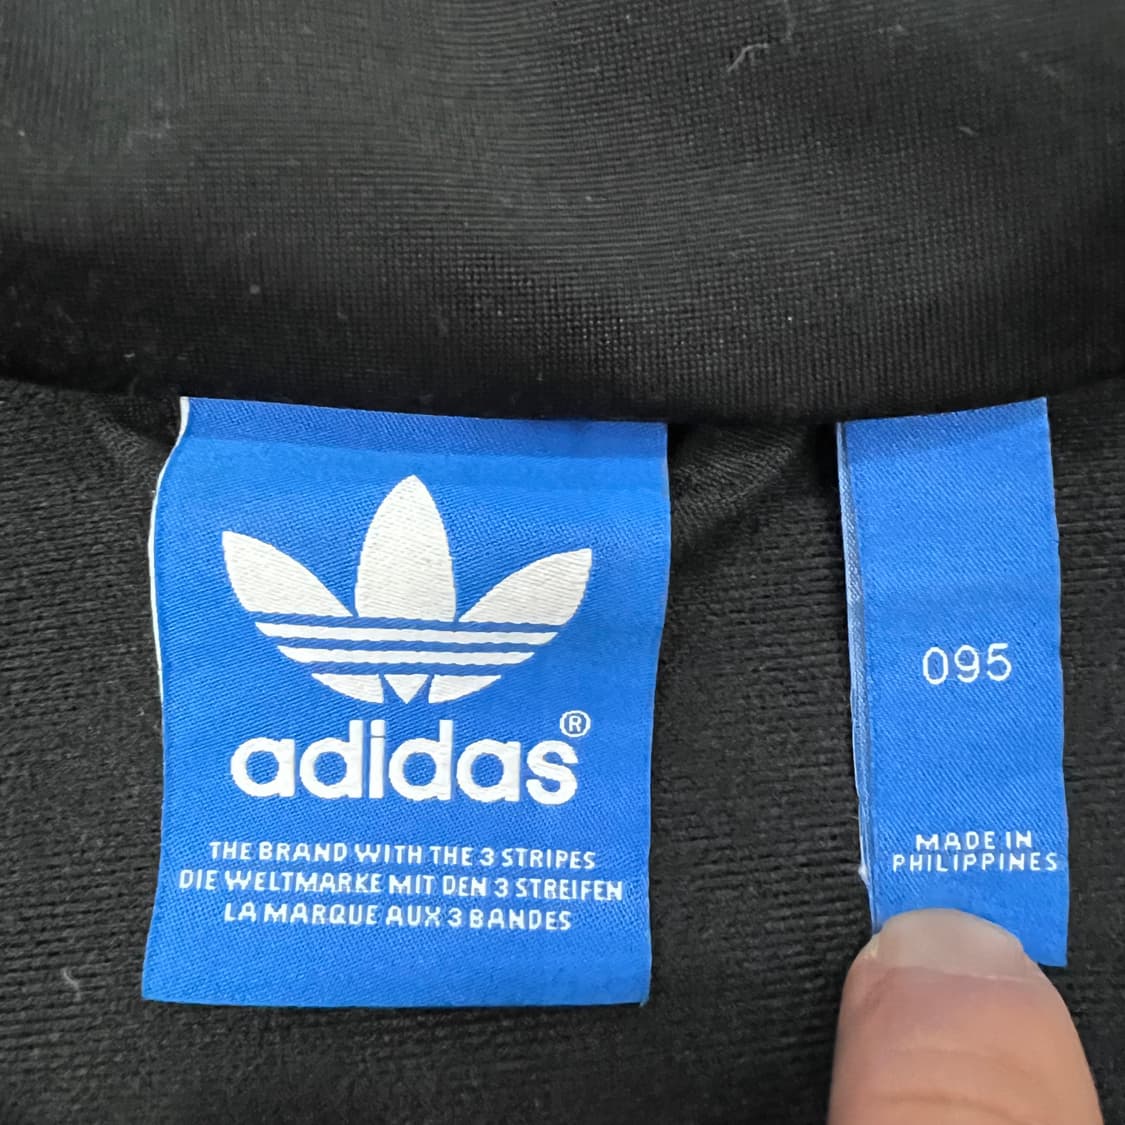 adidas®
THE BRAND WITH THE 3 STRIPES
DIE WELTMARKE MIT DEN 3 STREIFEN
LA MARQUE AUX 3 BANDES
095
MADE IN
PHILIPPINES